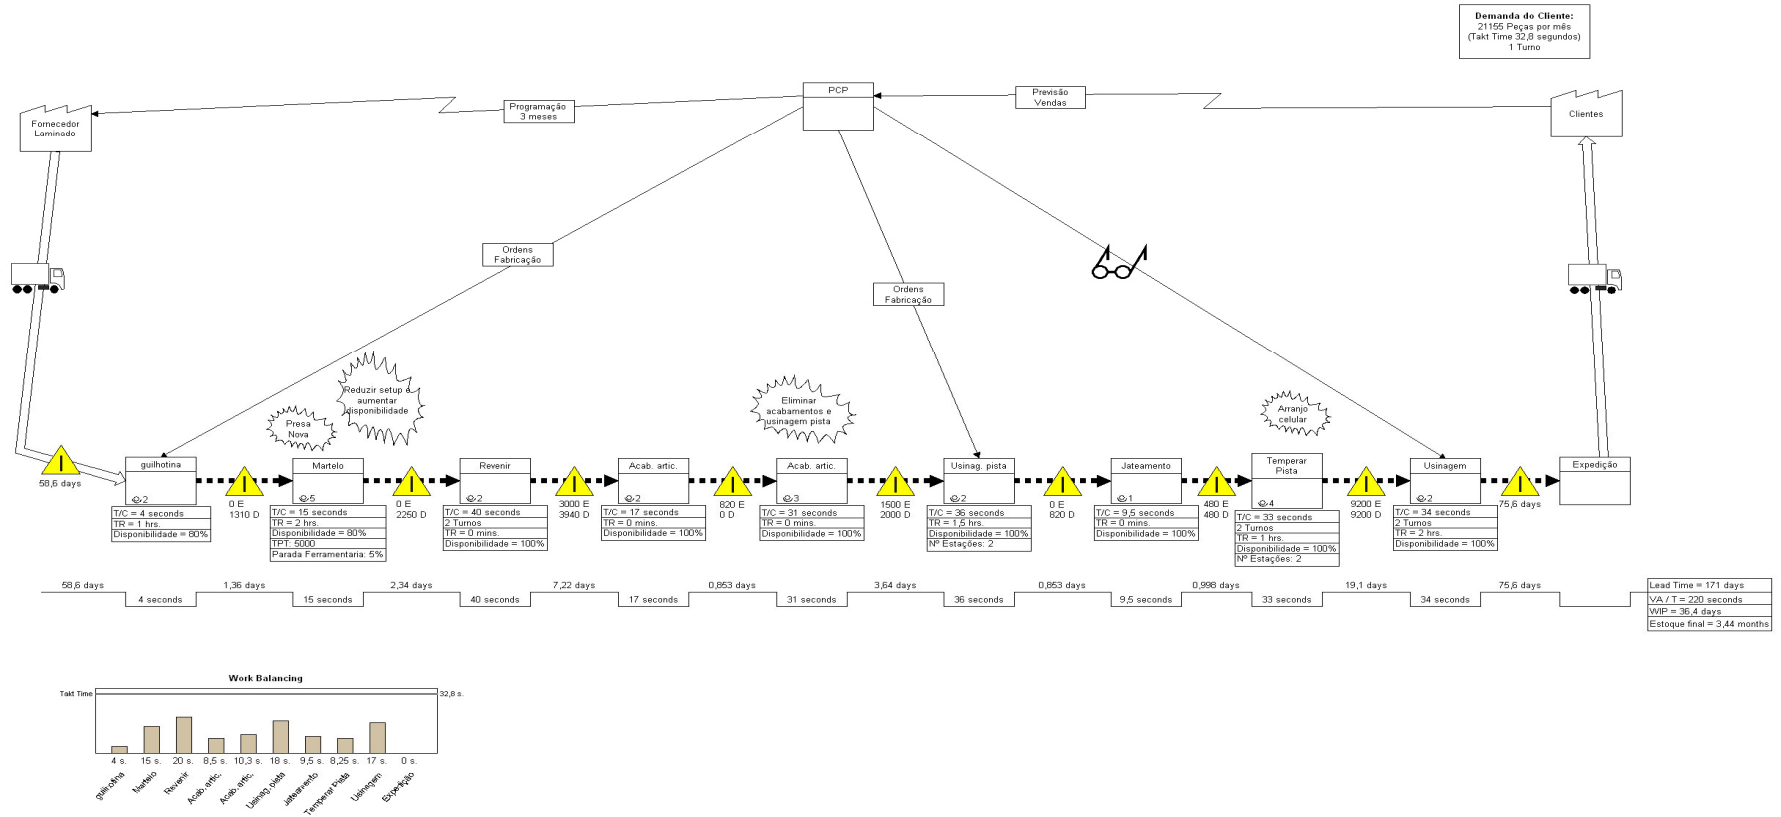 Demanda do Cliente:
21155 Peças por mês
(Takt Time 32,8 segundos)
1 Turno
PCP
Programação
3 meses
Previsão
Vendas
Fornecedor
Laminado
Clientes
Ordens
Fabricação
Ordens
Fabricação
Reduzir setup e
aumentar
disponibilidade
Presa
Nova
Eliminar
acabamentos e
usinagem pista
Arranjo
celular
I
58,6 days
guilhotina
2
T/C = 4 seconds
TR = 1 hrs.
Disponibilidade = 80%
I
0 E
1310 D
Martelo
5
T/C = 15 seconds
TR = 2 hrs.
Disponibilidade = 80%
TPT: 5000
Parada Ferramentaria: 5%
I
0 E
2250 D
Revenir
2
T/C = 40 seconds
2 Turnos
TR = 0 mins.
Disponibilidade = 100%
I
3000 E
3940 D
Acab. artic.
2
T/C = 17 seconds
TR = 0 mins.
Disponibilidade = 100%
I
820 E
0 D
Acab. artic.
3
T/C = 31 seconds
TR = 0 mins.
Disponibilidade = 100%
I
1500 E
2000 D
Usinag. pista
2
T/C = 36 seconds
TR = 1,5 hrs.
Disponibilidade = 100%
Nº Estações: 2
I
0 E
820 D
Jateamento
1
T/C = 9,5 seconds
TR = 0 mins.
Disponibilidade = 100%
I
480 E
480 D
Temperar
Pista
4
T/C = 33 seconds
2 Turnos
TR = 1 hrs.
Disponibilidade = 100%
Nº Estações: 2
I
9200 E
9200 D
Usinagem
2
T/C = 34 seconds
2 Turnos
TR = 2 hrs.
Disponibilidade = 100%
I
75,6 days
Expedição
58,6 days 1,36 days 2,34 days 7,22 days 0,853 days 3,64 days 0,853 days 0,998 days 19,1 days 75,6 days
4 seconds 15 seconds 40 seconds 17 seconds 31 seconds 36 seconds 9,5 seconds 33 seconds 34 seconds
Lead Time = 171 days
VA / T = 220 seconds
WIP = 36,4 days
Estoque final = 3,44 months
Work Balancing
Takt Time 32,8 s.
4 s. 15 s. 20 s. 8,5 s. 10,3 s. 18 s. 9,5 s. 8,25 s. 17 s. 0 s.
guilhotina
Martelo
Revenir
Acab. artic.
Acab. artic.
Usinag. pista
Jateamento
Temperar Pista
Usinagem
Expedição